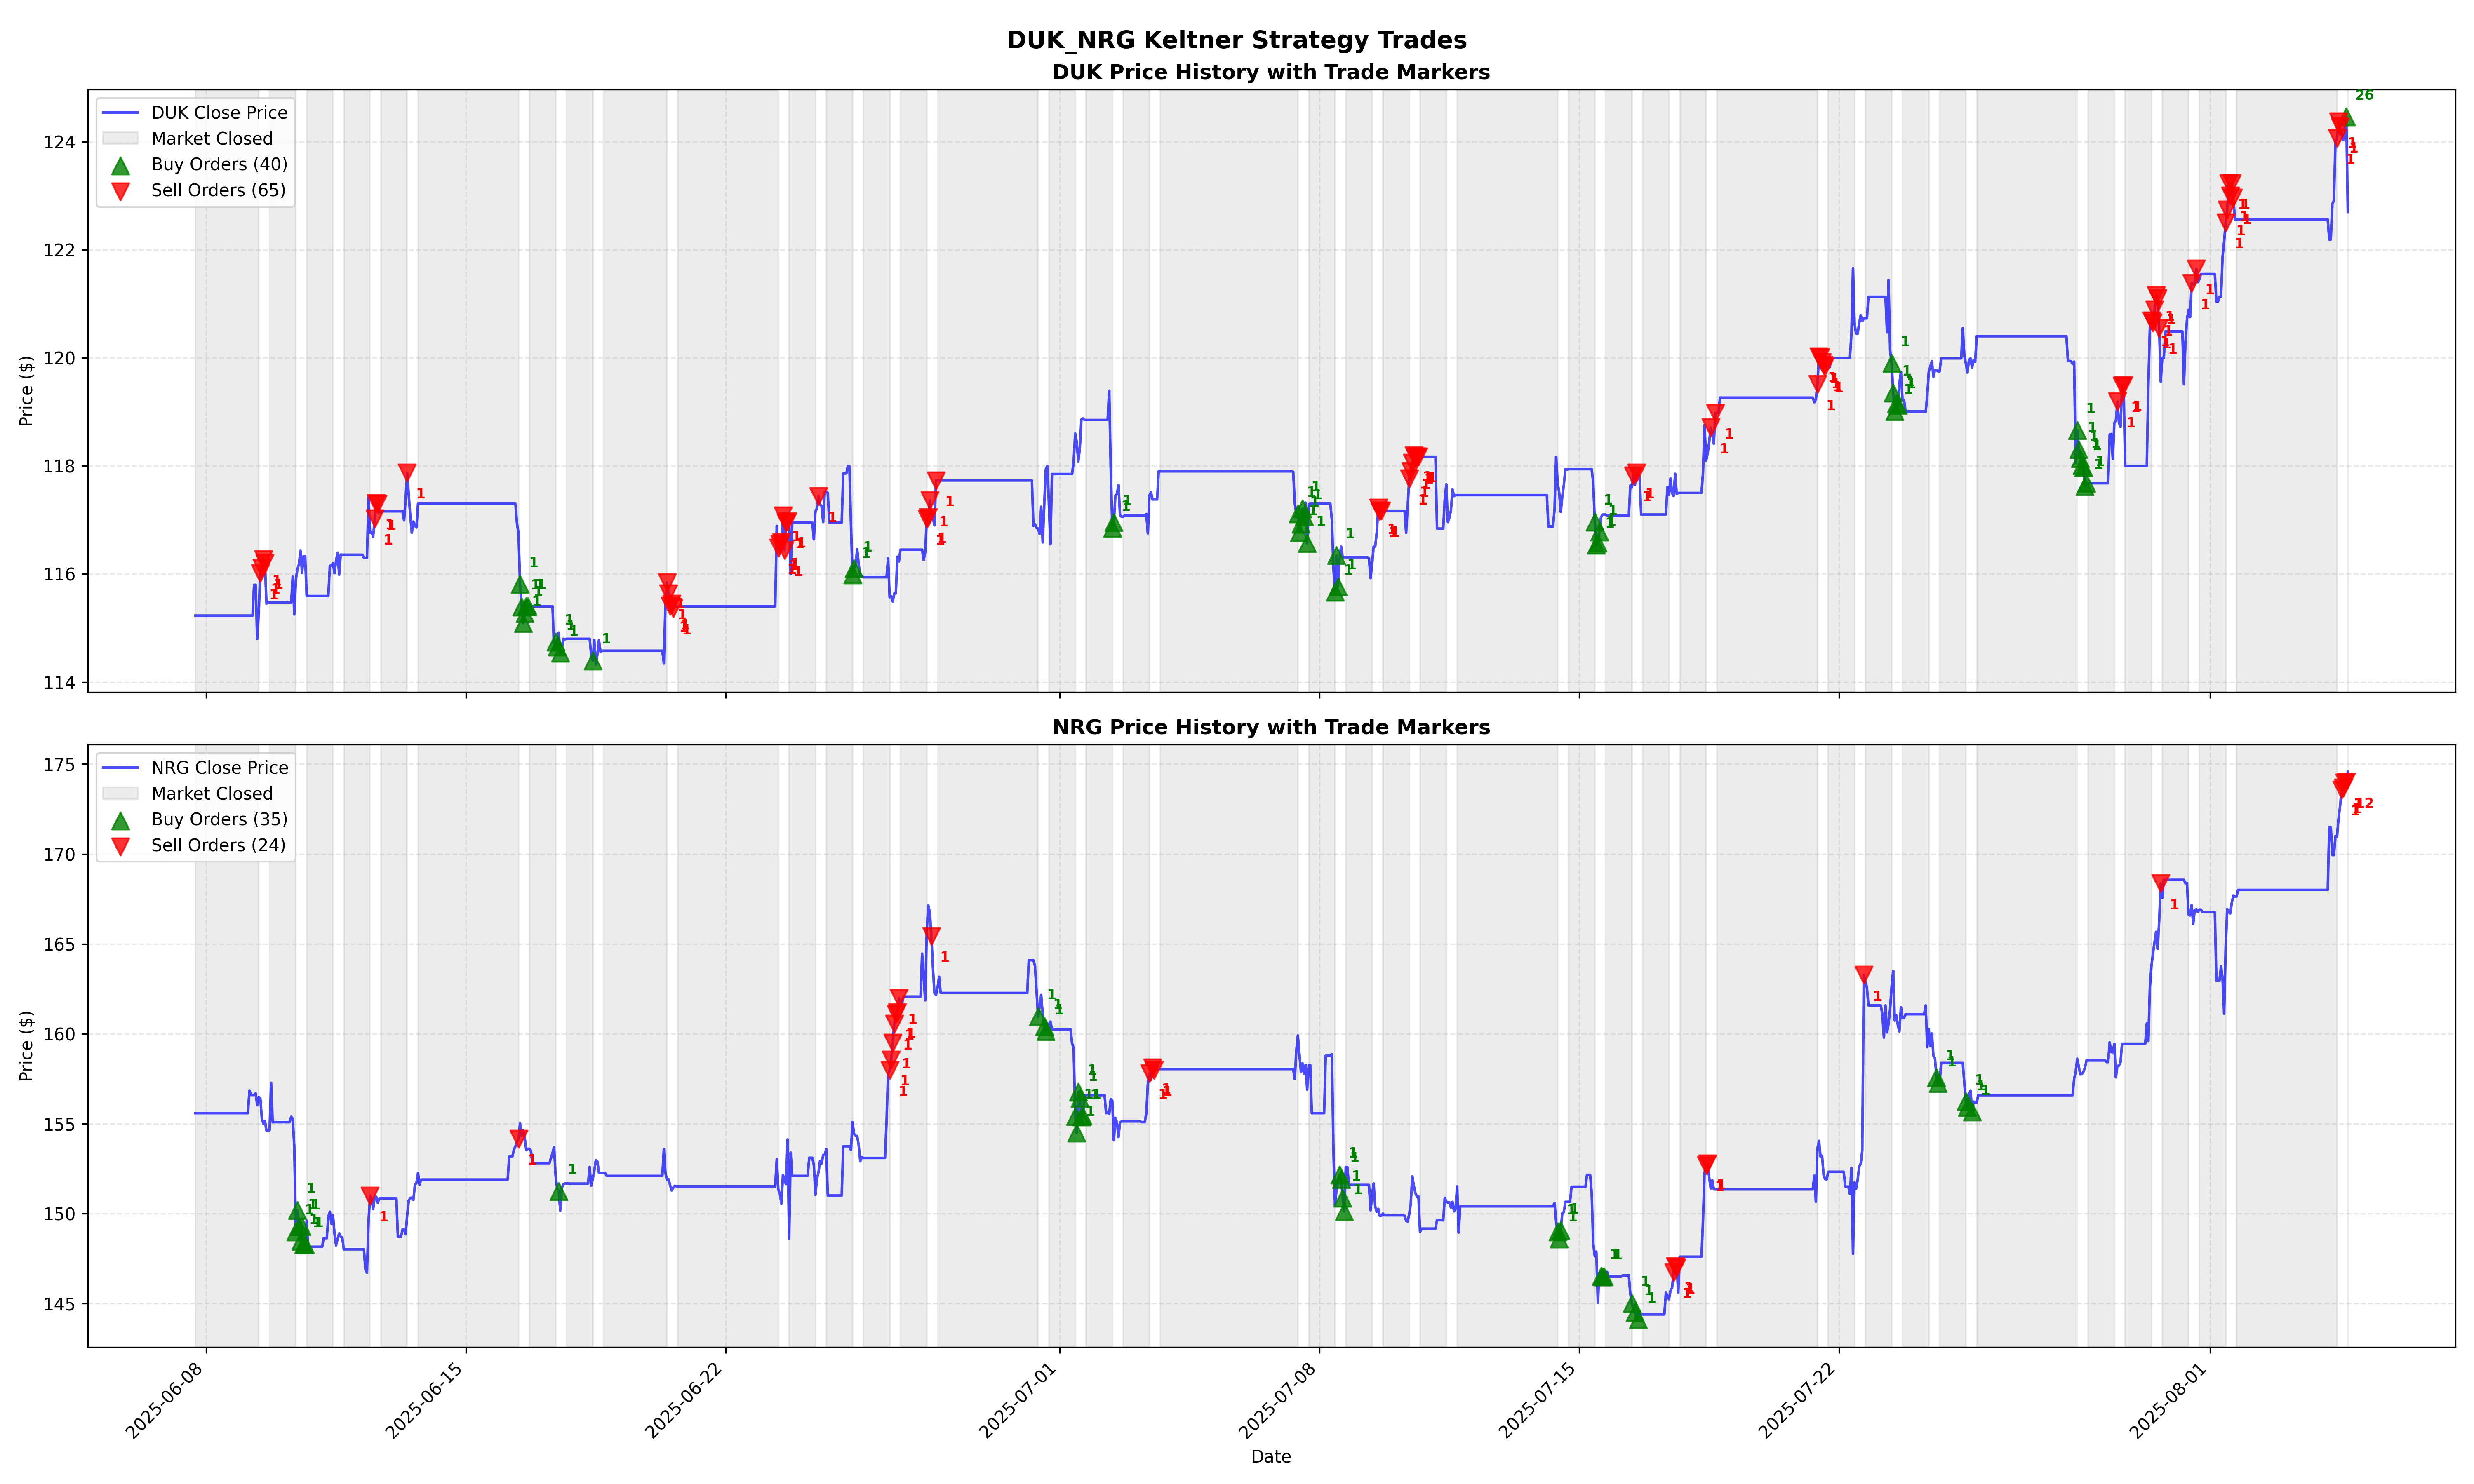 DUK_NRG Keltner Strategy Trades
DUK Price History with Trade Markers
DUK Close Price
Market Closed
Buy Orders (40)
Sell Orders (65)
Price ($)
124
122
120
118
116
114
26
NRG Price History with Trade Markers
NRG Close Price
Market Closed
Buy Orders (35)
Sell Orders (24)
Price ($)
175
170
165
160
155
150
145
12
2025-06-08
2025-06-15
2025-06-22
2025-07-01
2025-07-08
2025-07-15
2025-07-22
2025-08-01
Date